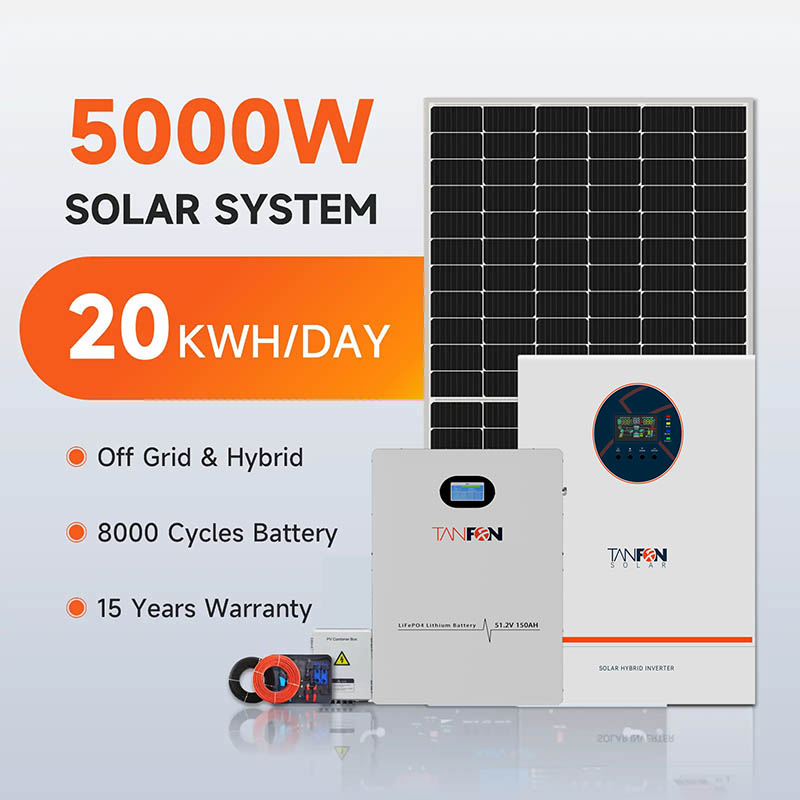 5000W
SOLAR SYSTEM
20 KWH/DAY
Off Grid & Hybrid
8000 Cycles Battery
15 Years Warranty
TANFON
LiFePO4 Lithium Battery
51.2V 150AH
PV Combiner Box
TANFON
SOLAR
SOLAR HYBRID INVERTER